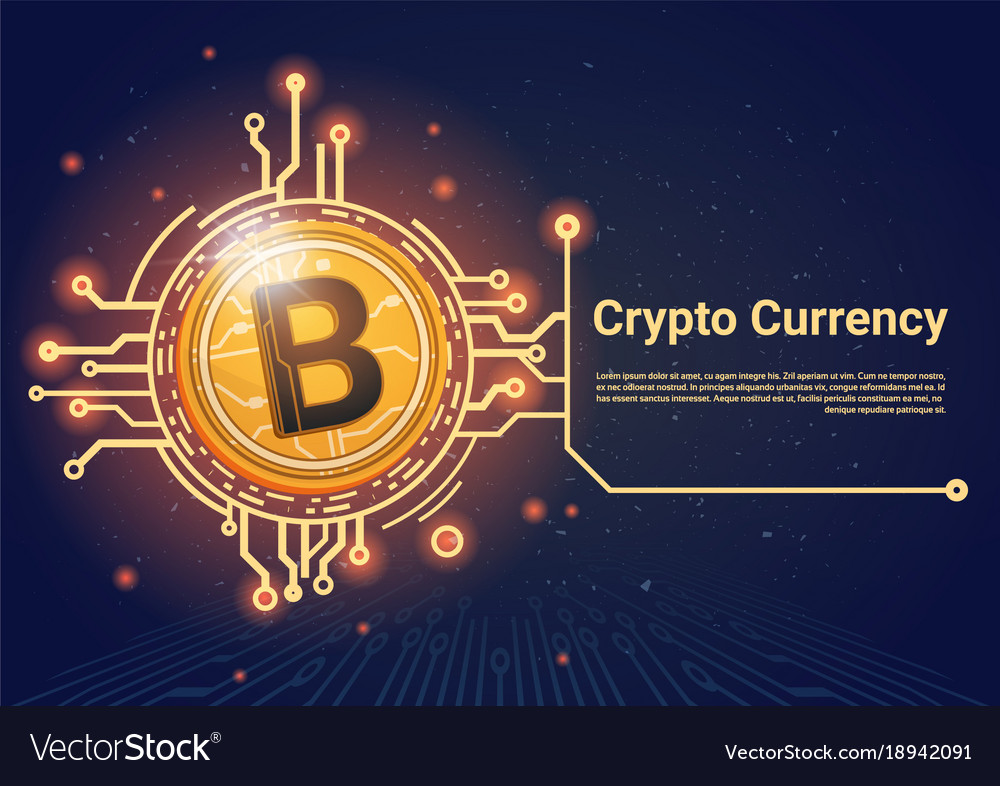 B
Crypto Currency
Lorem ipsum dolor sit amet, cu agam integre his. Zril aperiam ut vim. Cum ne tempor nostro,
ex nec odio nostrud. In principes aliquando urbanitas vix, congue reformidans mel ea. Id
has essent sanctus interesset. Aeque nostrud est ut, facilisi periculis constituam ea mei, no
denique repudiare patrioque sit.
VectorStock®
VectorStock.com/18942091